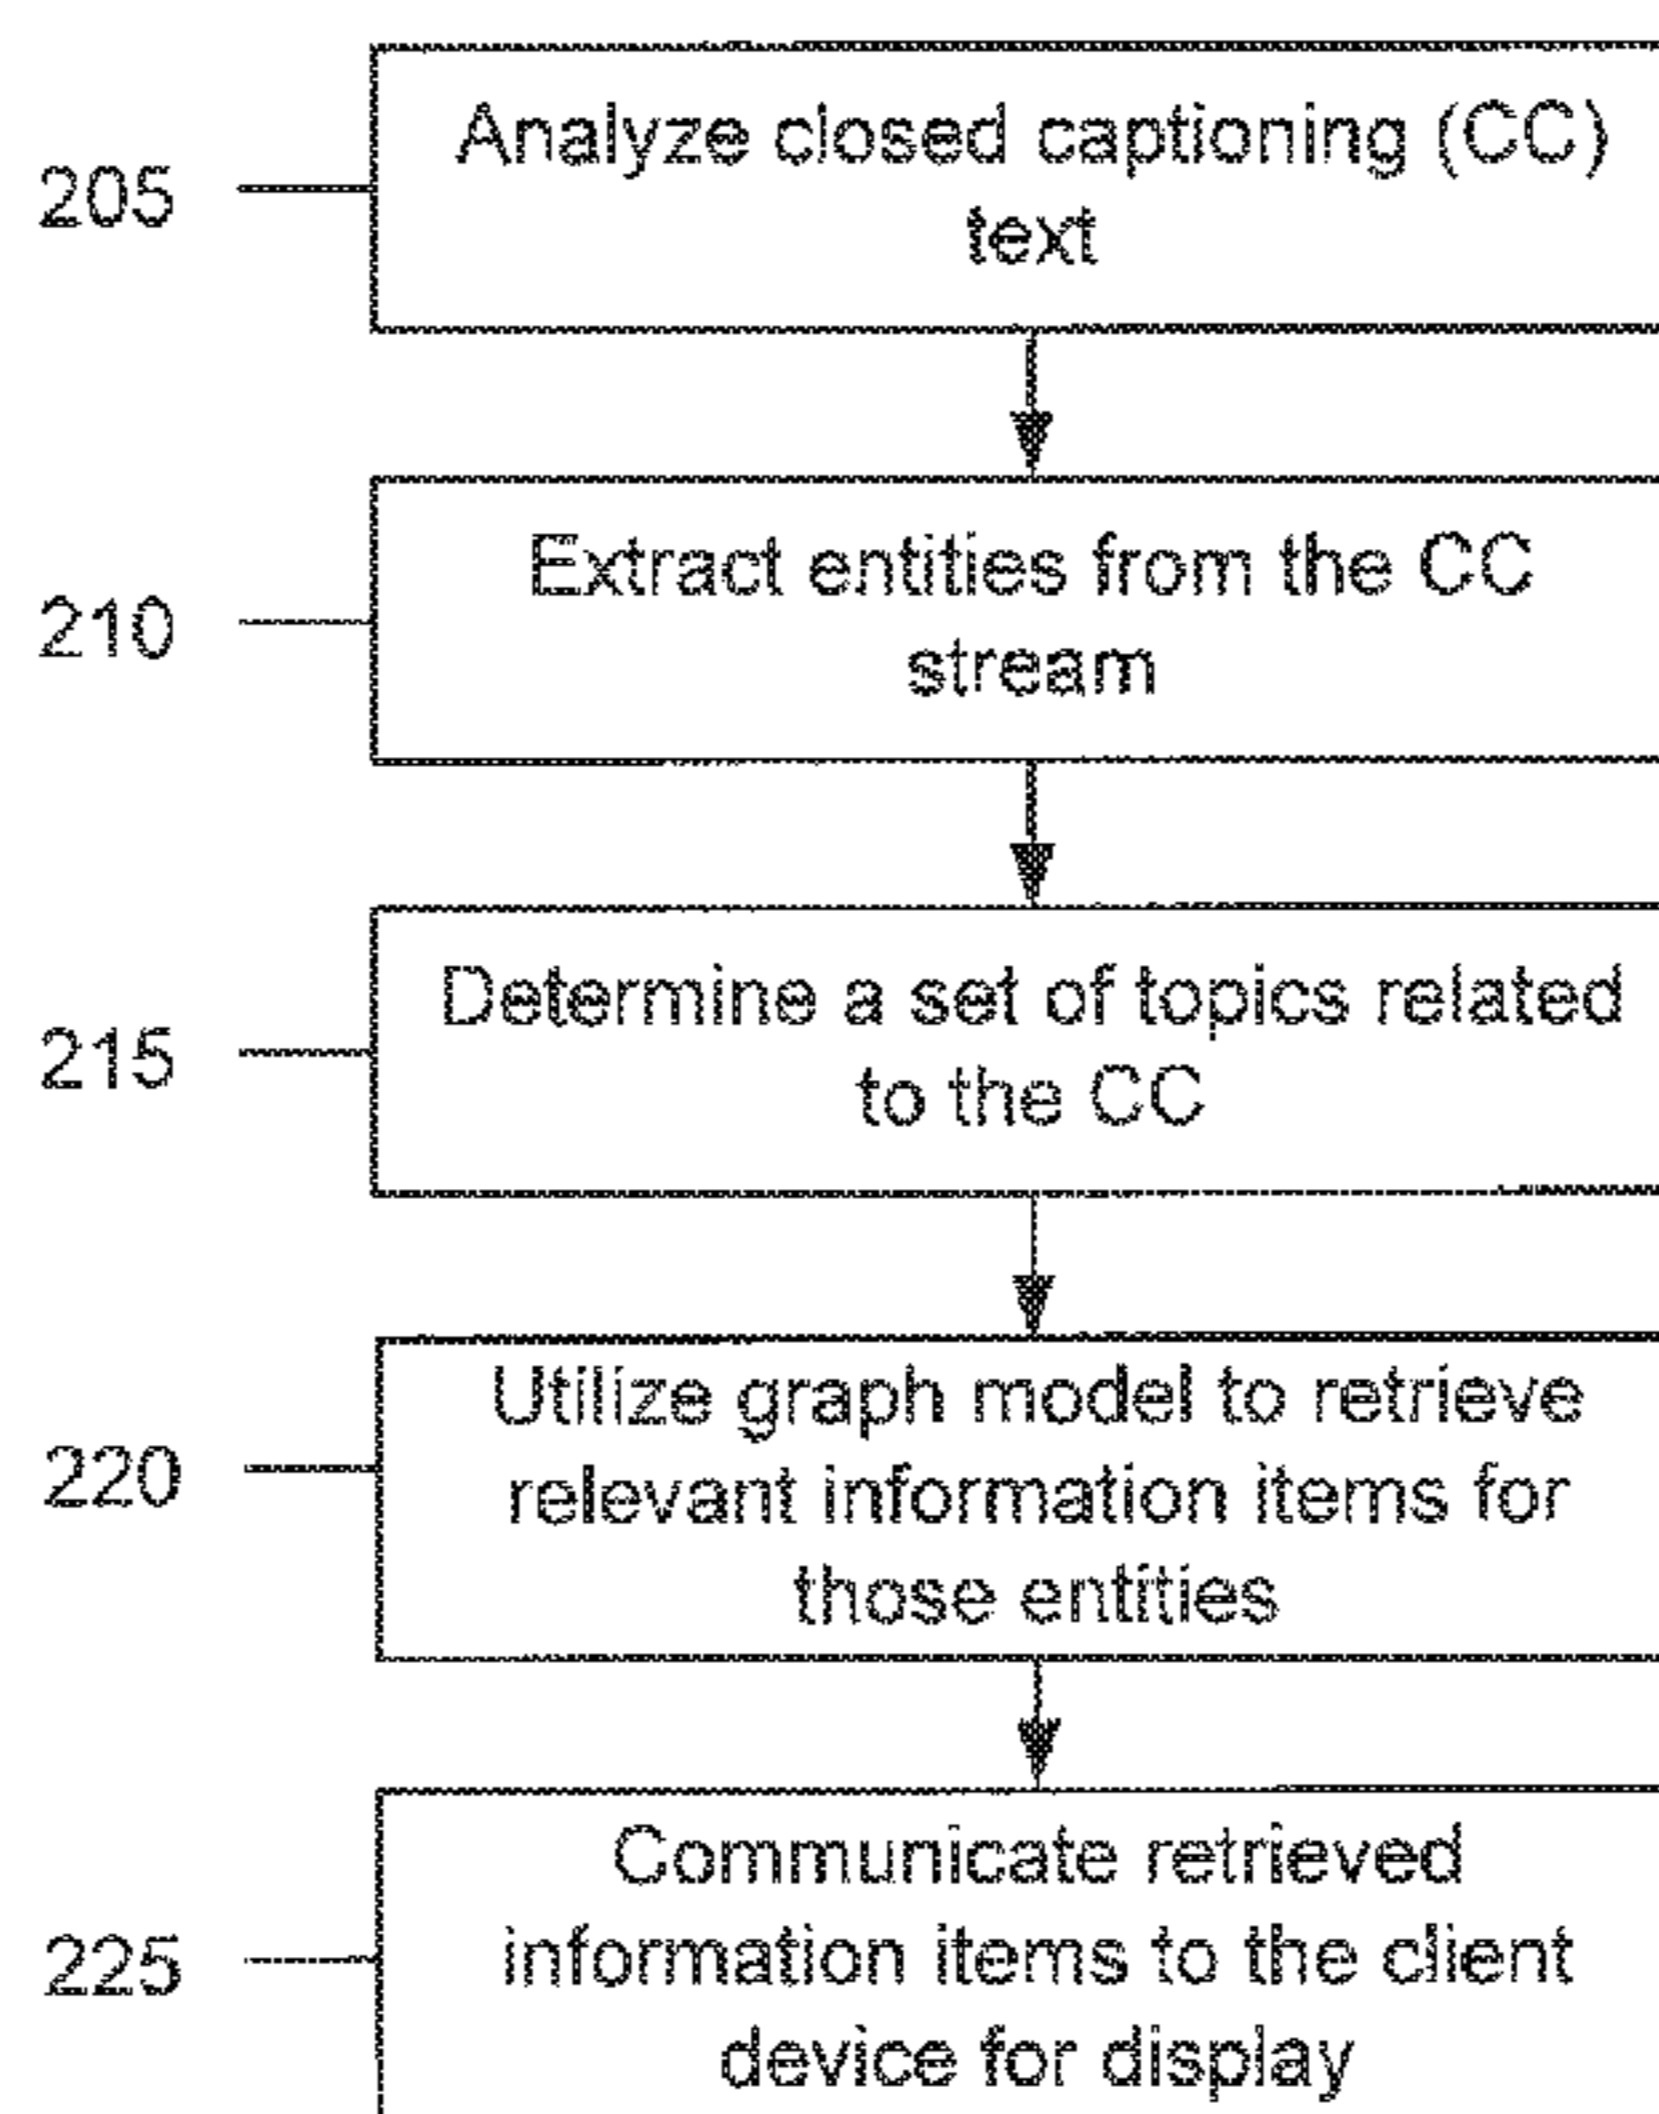 Analyze closed captioning (CC)
205
text
Extract entities from the CC
210
stream
Determine a set of topics related
215
to the CC
Utilize graph model to retrieve
220
relevant information items for
those entities
Communicate retrieved
225
information items to the client
device for display